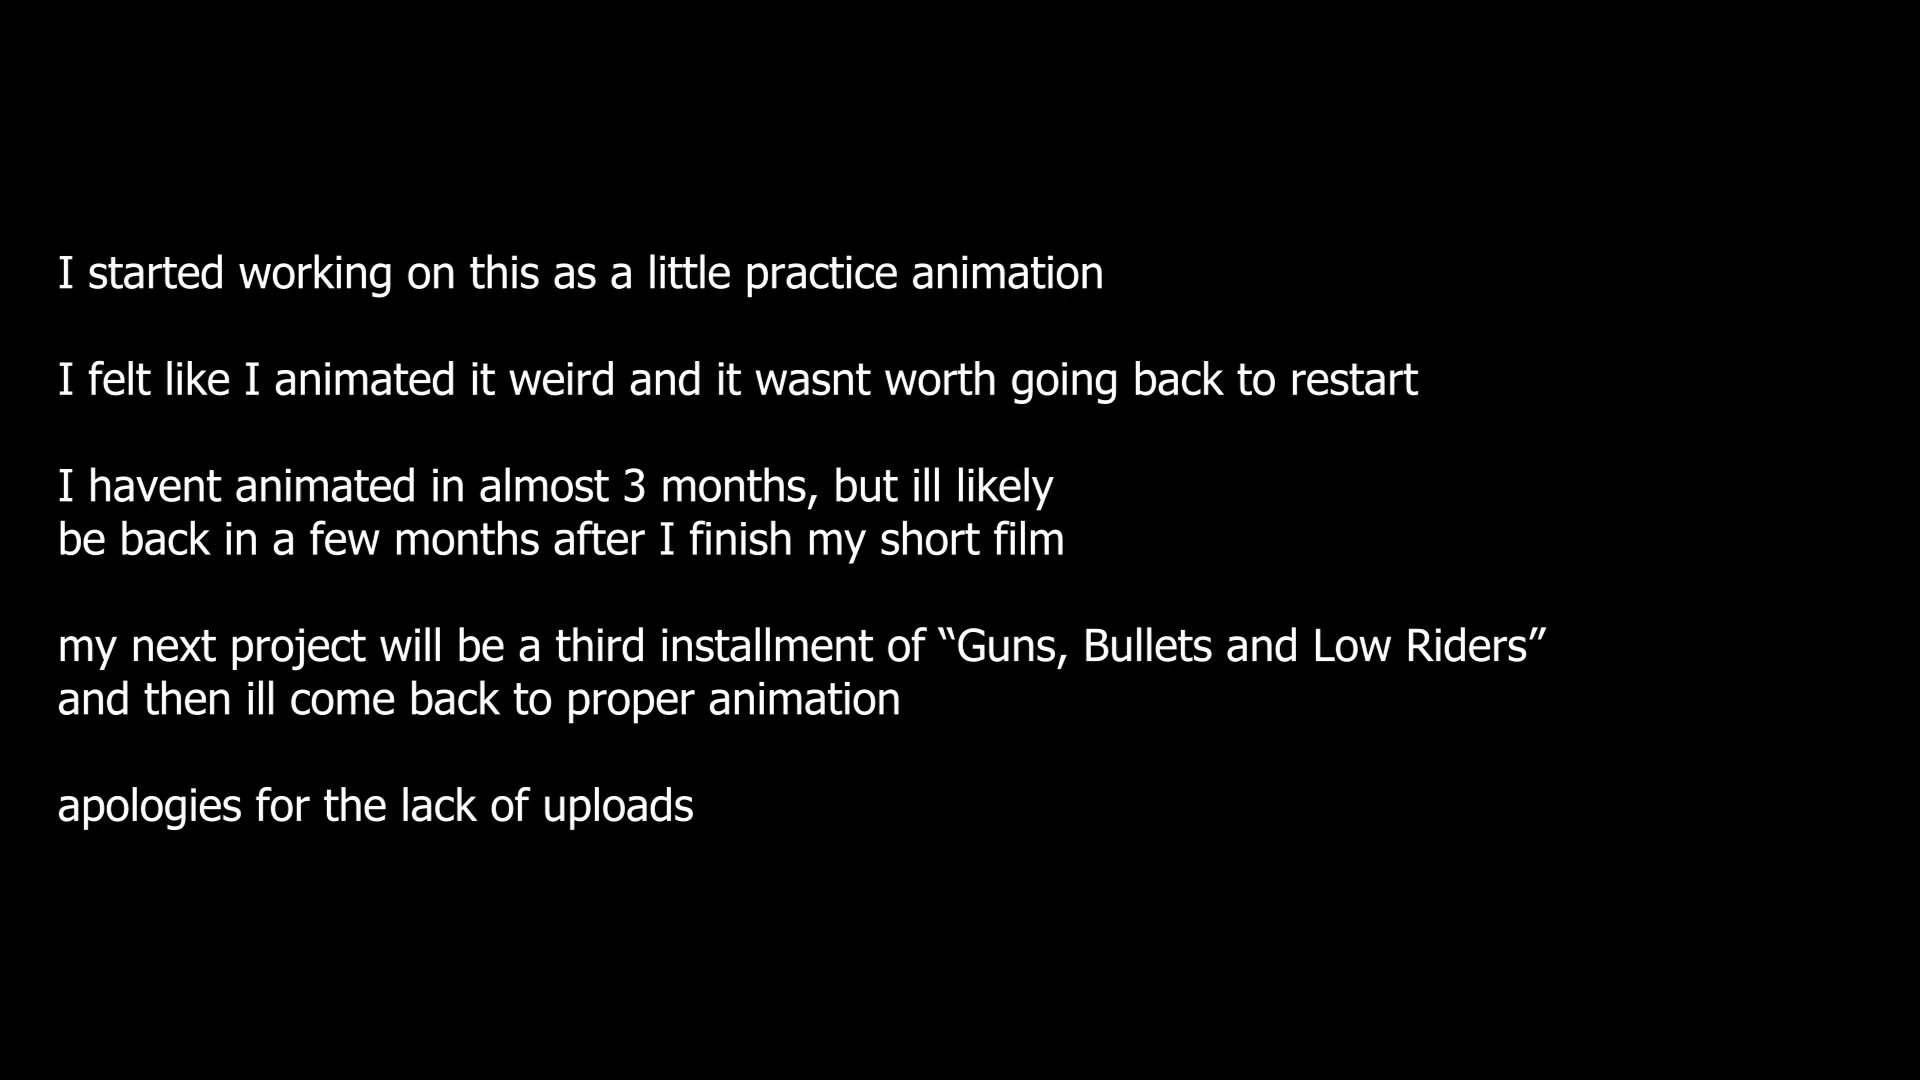 I started working on this as a little practice animation
I felt like I animated it weird and it wasnt worth going back to restart
I havent animated in almost 3 months, but ill likely
be back in a few months after I finish my short film
my next project will be a third installment of “Guns, Bullets and Low Riders”
and then ill come back to proper animation
apologies for the lack of uploads